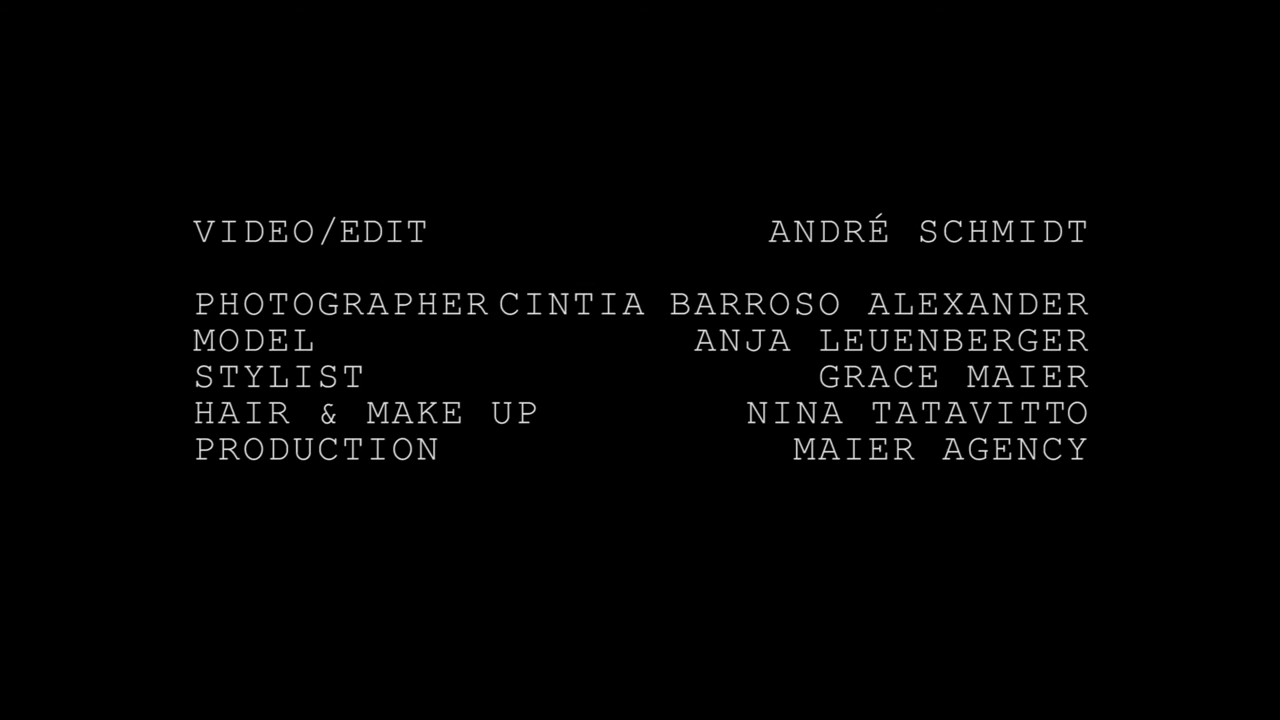 VIDEO/EDIT ANDRÉ SCHMIDT
PHOTOGRAPHER CINTIA BARROSO ALEXANDER
MODEL ANJA LEUENBERGER
STYLIST GRACE MAIER
HAIR & MAKE UP NINA TATAVITTO
PRODUCTION MAIER AGENCY